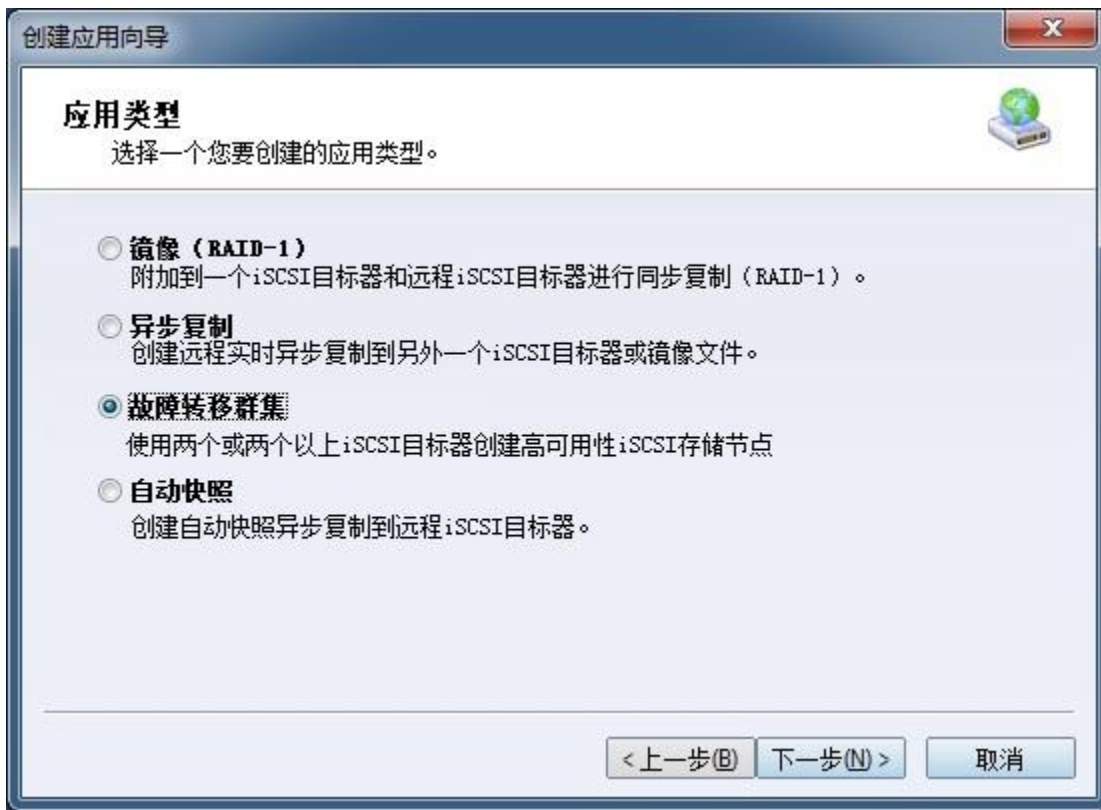 创建应用向导
应用类型
选择一个您要创建的应用类型。
镜像（RAID-1）
附加到一个iSCSI目标器和远程iSCSI目标器进行同步复制（RAID-1）。
异步复制
创建远程实时异步复制到另外一个iSCSI目标器或镜像文件。
故障转移群集
使用两个或两个以上iSCSI目标器创建高可用性iSCSI存储节点
自动快照
创建自动快照异步复制到远程iSCSI目标器。
<上一步(B) 下一步(N)> 取消